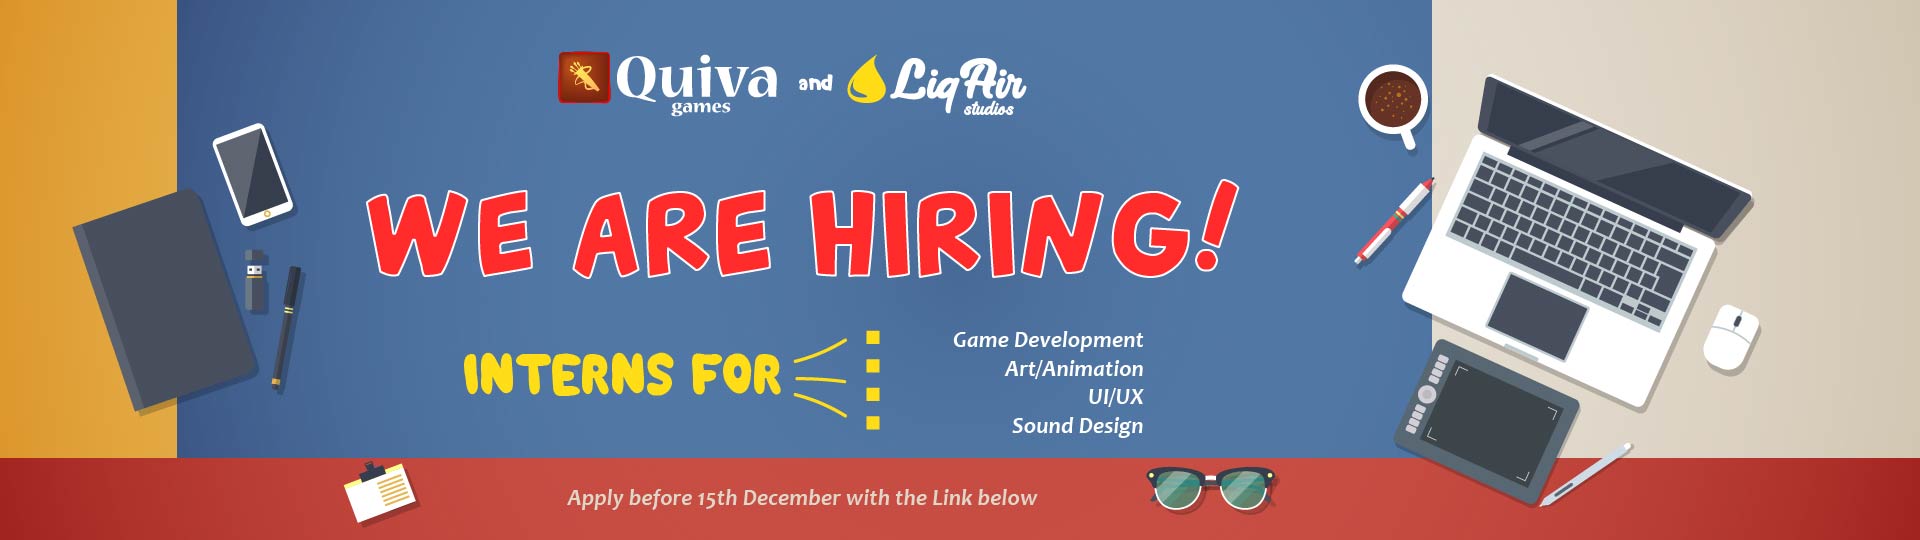 Quiva games and LiqAir studios
WE ARE HIRING!
INTERNS FOR
Game Development
Art/Animation
UI/UX
Sound Design
Apply before 15th December with the Link below